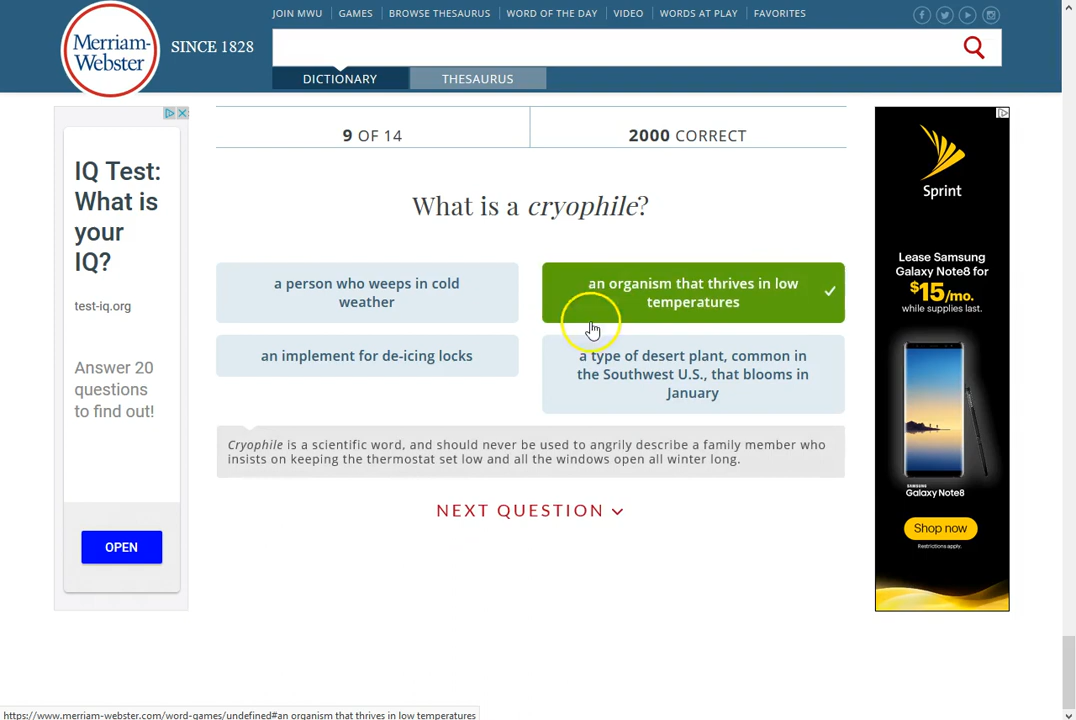 JOIN MWU GAMES BROWSE THESAURUS WORD OF THE DAY VIDEO WORDS AT PLAY FAVORITES
Merriam-
Webster
SINCE 1828
DICTIONARY THESAURUS
9 OF 14
2000 CORRECT
What is a cryophile?
a person who weeps in cold
weather
an organism that thrives in low
temperatures
an implement for de-icing locks
a type of desert plant, common in
the Southwest U.S., that blooms in
January
Cryophile is a scientific word, and should never be used to angrily describe a family member who
insists on keeping the thermostat set low and all the windows open all winter long.
NEXT QUESTION
IQ Test:
What is
your
IQ?
test-iq.org
Answer 20
questions
to find out!
OPEN
Sprint
Lease Samsung
Galaxy Note8 for
$15/mo.
while supplies last.
SAMSUNG
Galaxy Note8
Shop now
Restrictions apply.
https://www.merriam-webster.com/word-games/undefined#an organism that thrives in low temperatures